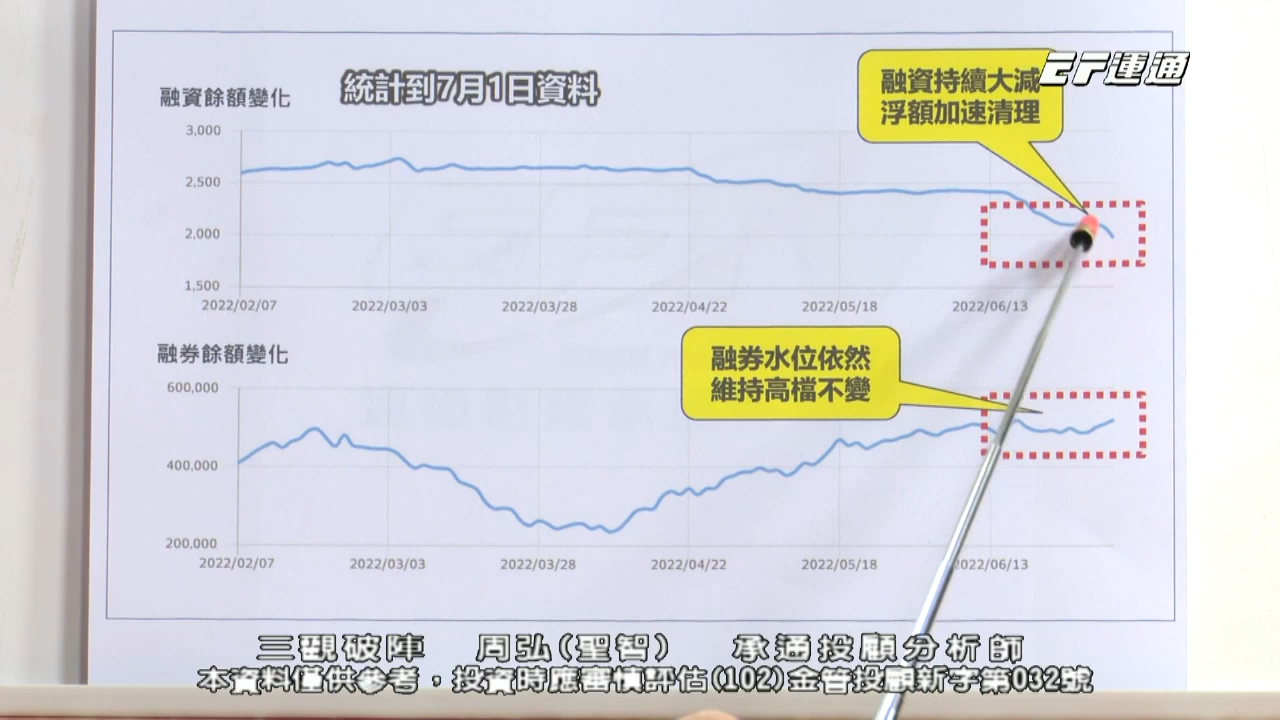 融資餘額變化
統計到7月1日資料
融資持續大減
浮額加速清理
EF運通
3,000
2,500
2,000
1,500
2022/02/07
2022/03/03
2022/03/28
2022/04/22
2022/05/18
2022/06/13
融券餘額變化
融券水位依然
維持高檔不變
600,000
400,000
200,000
2022/02/07
2022/03/03
2022/03/28
2022/04/22
2022/05/18
2022/06/13
三觀破陣 周弘(聖智) 承通投顧分析師
本資料僅供參考,投資時應審慎評估(102)金管投顧新字第032號